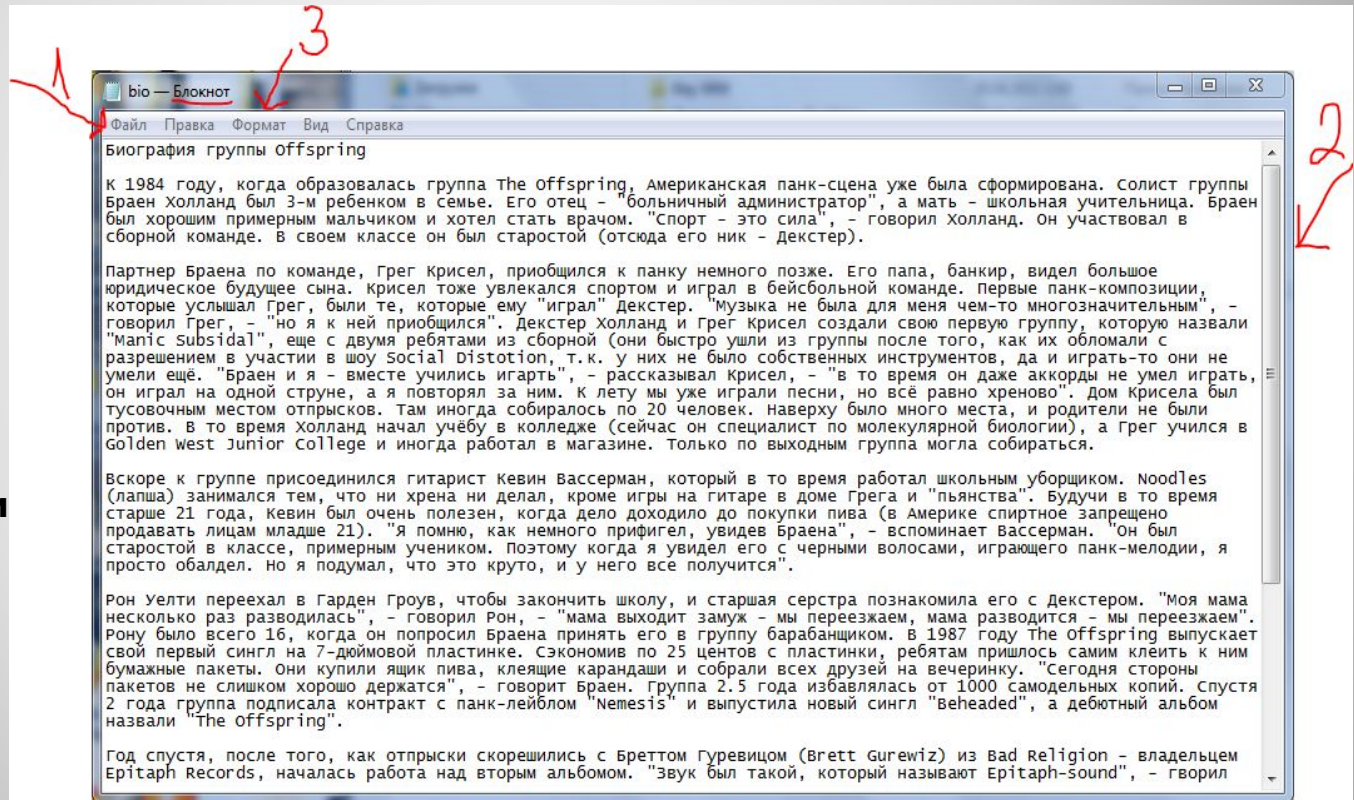 3
1
bio — Блокнот
Файл Правка Формат Вид Справка
2
Биография группы Offspring
К 1984 году, когда образовалась группа The Offspring, Американская панк-сцена уже была сформирована. Солист группы
Браен Холланд был 3-м ребенком в семье. Его отец - "больничный администратор", а мать - школьная учительница. Браен
был хорошим примерным мальчиком и хотел стать врачом. "Спорт - это сила", - говорил Холланд. Он участвовал в
сборной команде. В своем классе он был старостой (отсюда его ник - Декстер).
Партнер Браена по команде, Грег Крисел, приобщился к панку немного позже. Его папа, банкир, видел большое
юридическое будущее сына. Крисел тоже увлекался спортом и играл в бейсбольной команде. Первые панк-композиции,
которые услышал Грег, были те, которые ему "играл" Декстер. "Музыка не была для меня чем-то многозначительным", -
говорил Грег, - "но я к ней приобщился". Декстер Холланд и Грег Крисел создали свою первую группу, которую назвали
"Manic Subsidal", еще с двумя ребятами из сборной (они быстро ушли из группы после того, как их обломали с
разрешением в участии в шоу Social Distotion, т.к. у них не было собственных инструментов, да и играть-то они не
умели ещё. "Браен и я - вместе учились игарть", - рассказывал Крисел, - "в то время он даже аккорды не умел играть,
он играл на одной струне, а я повторял за ним. К лету мы уже играли песни, но всё равно хреново". Дом Крисела был
тусовочным местом отпрысков. Там иногда собиралось по 20 человек. Наверху было много места, и родители не были
против. В то время Холланд начал учёбу в колледже (сейчас он специалист по молекулярной биологии), а Грег учился в
Golden West Junior College и иногда работал в магазине. Только по выходным группа могла собираться.
Вскоре к группе присоединился гитарист Кевин Вассерман, который в то время работал школьным уборщиком. Noodles
(лапша) занимался тем, что ни хрена ни делал, кроме игры на гитаре в доме Грега и "пьянства". Будучи в то время
старше 21 года, Кевин был очень полезен, когда дело доходило до покупки пива (в Америке спиртное запрещено
продавать лицам младше 21). "Я помню, как немного прифигел, увидев Браена", - вспоминает Вассерман. "Он был
старостой в классе, примерным учеником. Поэтому когда я увидел его с черными волосами, играющего панк-мелодии, я
просто обалдел. Но я подумал, что это круто, и у него все получится".
Рон Уелти переехал в Гарден Гроув, чтобы закончить школу, и старшая серстра познакомила его с Декстером. "Моя мама
несколько раз разводилась", - говорил Рон, - "мама выходит замуж - мы переезжаем, мама разводится - мы переезжаем".
Рону было всего 16, когда он попросил Браена принять его в группу барабанщиком. В 1987 году The Offspring выпускает
свой первый сингл на 7-дюймовой пластинке. Сэкономив по 25 центов с пластинки, ребятам пришлось самим клеить к ним
бумажные пакеты. Они купили ящик пива, клеящие карандаши и собрали всех друзей на вечеринку. "Сегодня стороны
пакетов не слишком хорошо держатся", - говорит Браен. Группа 2.5 года избавлялась от 1000 самодельных копий. Спустя
2 года группа подписала контракт с панк-лейблом "Nemesis" и выпустила новый сингл "Beheaded", а дебютный альбом
назвали "The Offspring".
Год спустя, после того, как отпрыски скорешились с Бреттом Гуревицом (Brett Gurewiz) из Bad Religion - владельцем
Epitaph Records, началась работа над вторым альбомом. "Звук был такой, который называют Epitaph-sound", - гворил